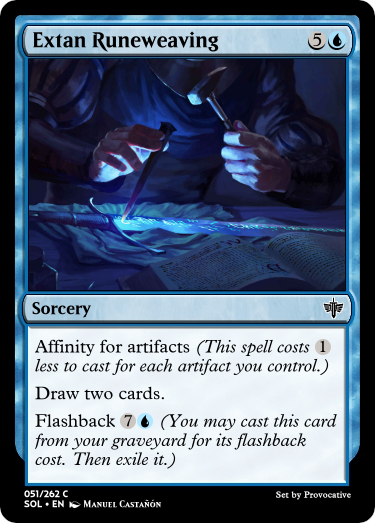 Extan Runeweaving 5
Sorcery
Affinity for artifacts (This spell costs 1
less to cast for each artifact you control.)
Draw two cards.
Flashback 7 (You may cast this card
from your graveyard for its flashback
cost. Then exile it.)
051/262 C
SOL • EN Manuel Castañón
Set by Provocative